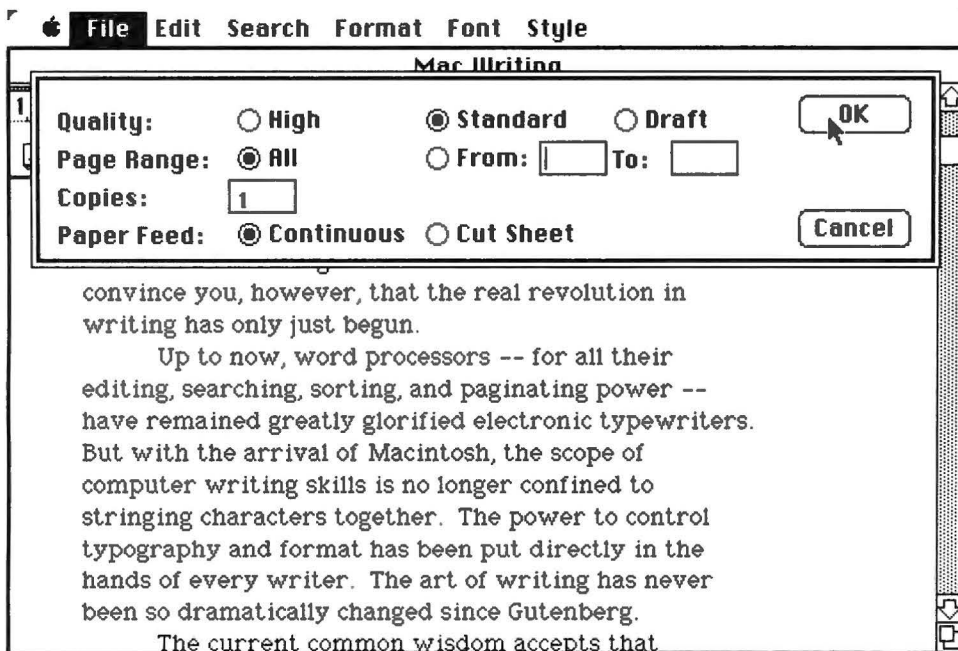 File Edit Search Format Font Style
Mac Writing
1
Quality: High Standard Draft OK
Page Range: All From: To:
Copies: 1
Paper Feed: Continuous Cut Sheet Cancel
convince you, however, that the real revolution in
writing has only just begun.
Up to now, word processors -- for all their
editing, searching, sorting, and paginating power --
have remained greatly glorified electronic typewriters.
But with the arrival of Macintosh, the scope of
computer writing skills is no longer confined to
stringing characters together. The power to control
typography and format has been put directly in the
hands of every writer. The art of writing has never
been so dramatically changed since Gutenberg.
The current common wisdom accepts that